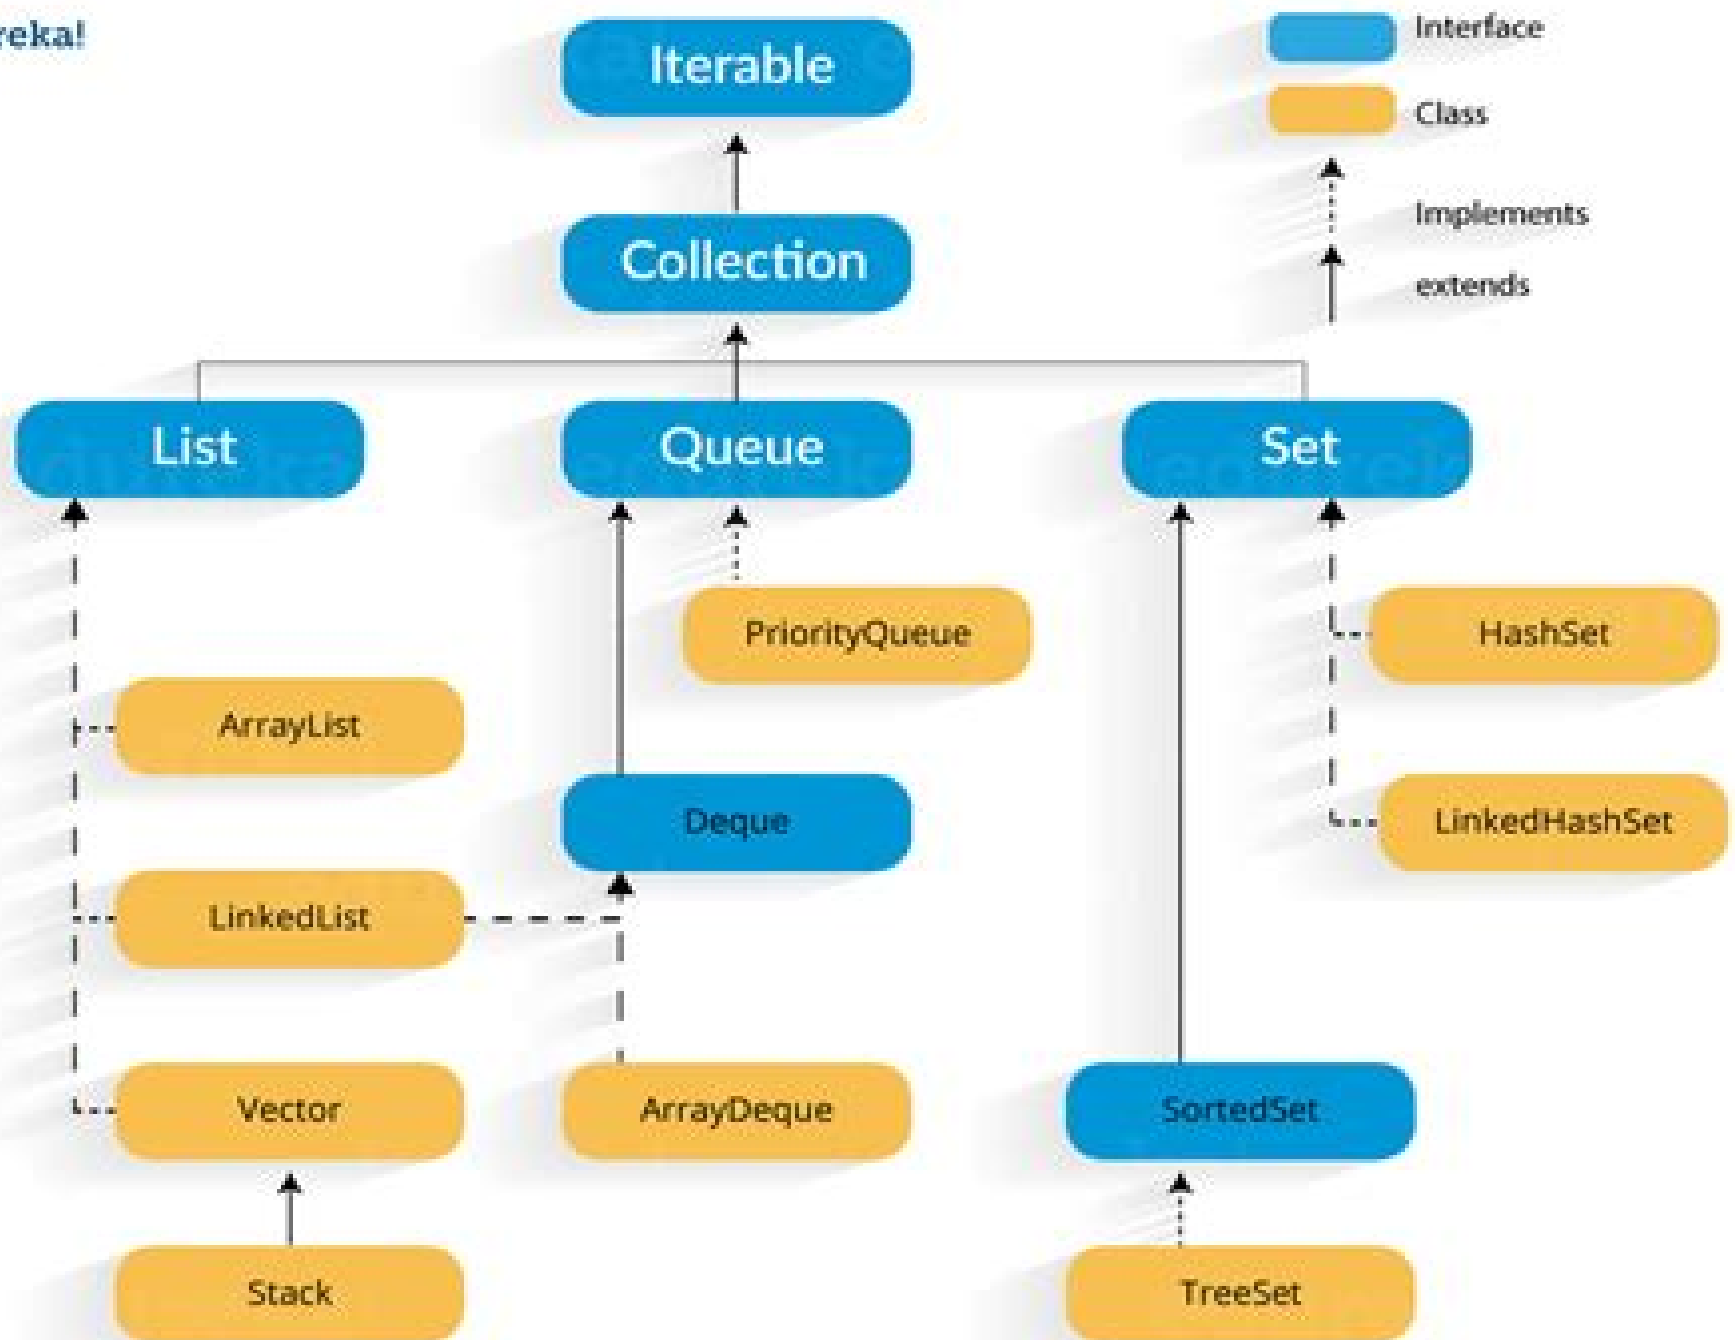 reka!
Iterable
Interface
Class
Implements
extends
Collection
List
Queue
Set
PriorityQueue
HashSet
ArrayList
Deque
LinkedHashSet
LinkedList
Vector
ArrayDeque
SortedSet
Stack
TreeSet